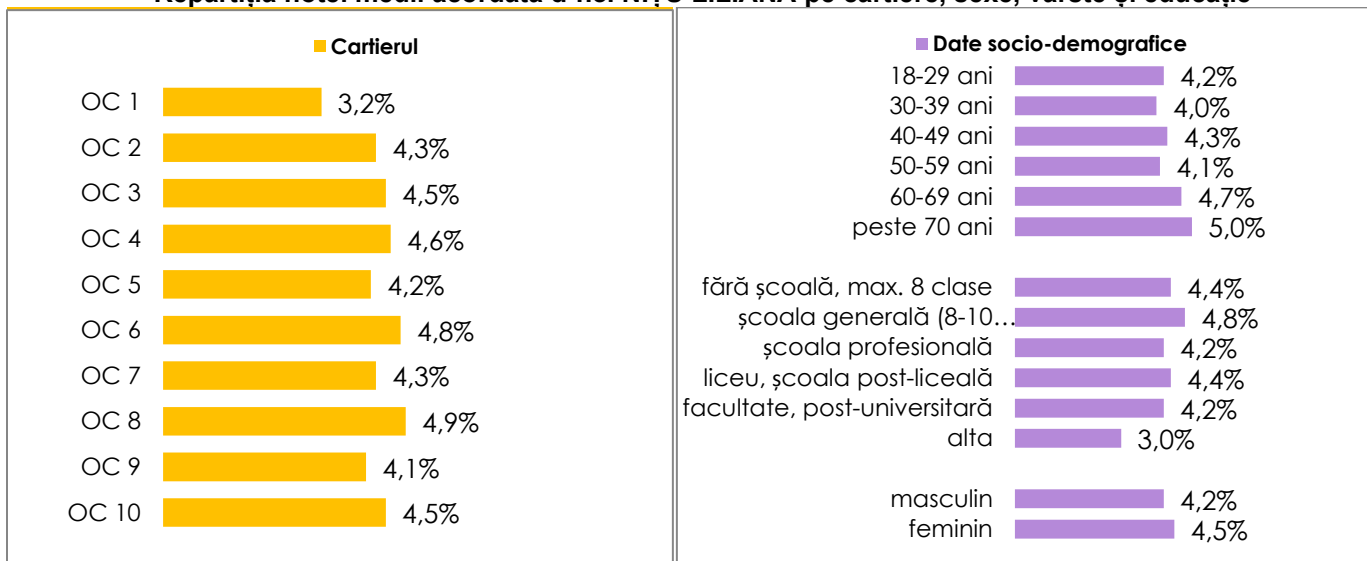 Cartierul
OC 1 3,2%
OC 2 4,3%
OC 3 4,5%
OC 4 4,6%
OC 5 4,2%
OC 6 4,8%
OC 7 4,3%
OC 8 4,9%
OC 9 4,1%
OC 10 4,5%
Date socio-demografice
18-29 ani 4,2%
30-39 ani 4,0%
40-49 ani 4,3%
50-59 ani 4,1%
60-69 ani 4,7%
peste 70 ani 5,0%
fără școală, max. 8 clase 4,4%
școala generală (8-10... 4,8%
școala profesională 4,2%
liceu, școala post-liceală 4,4%
facultate, post-universitară 4,2%
alta 3,0%
masculin 4,2%
feminin 4,5%